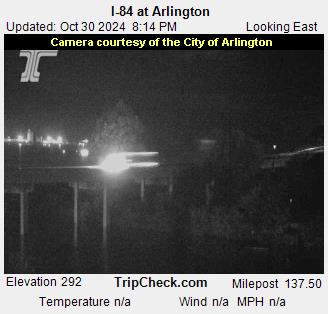 I-84 at Arlington
Updated: Oct 30 2024 8:14 PM Looking East
Camera courtesy of the City of Arlington
Elevation 292 TripCheck.com Milepost 137.50
Temperature n/a Wind n/a MPH n/a